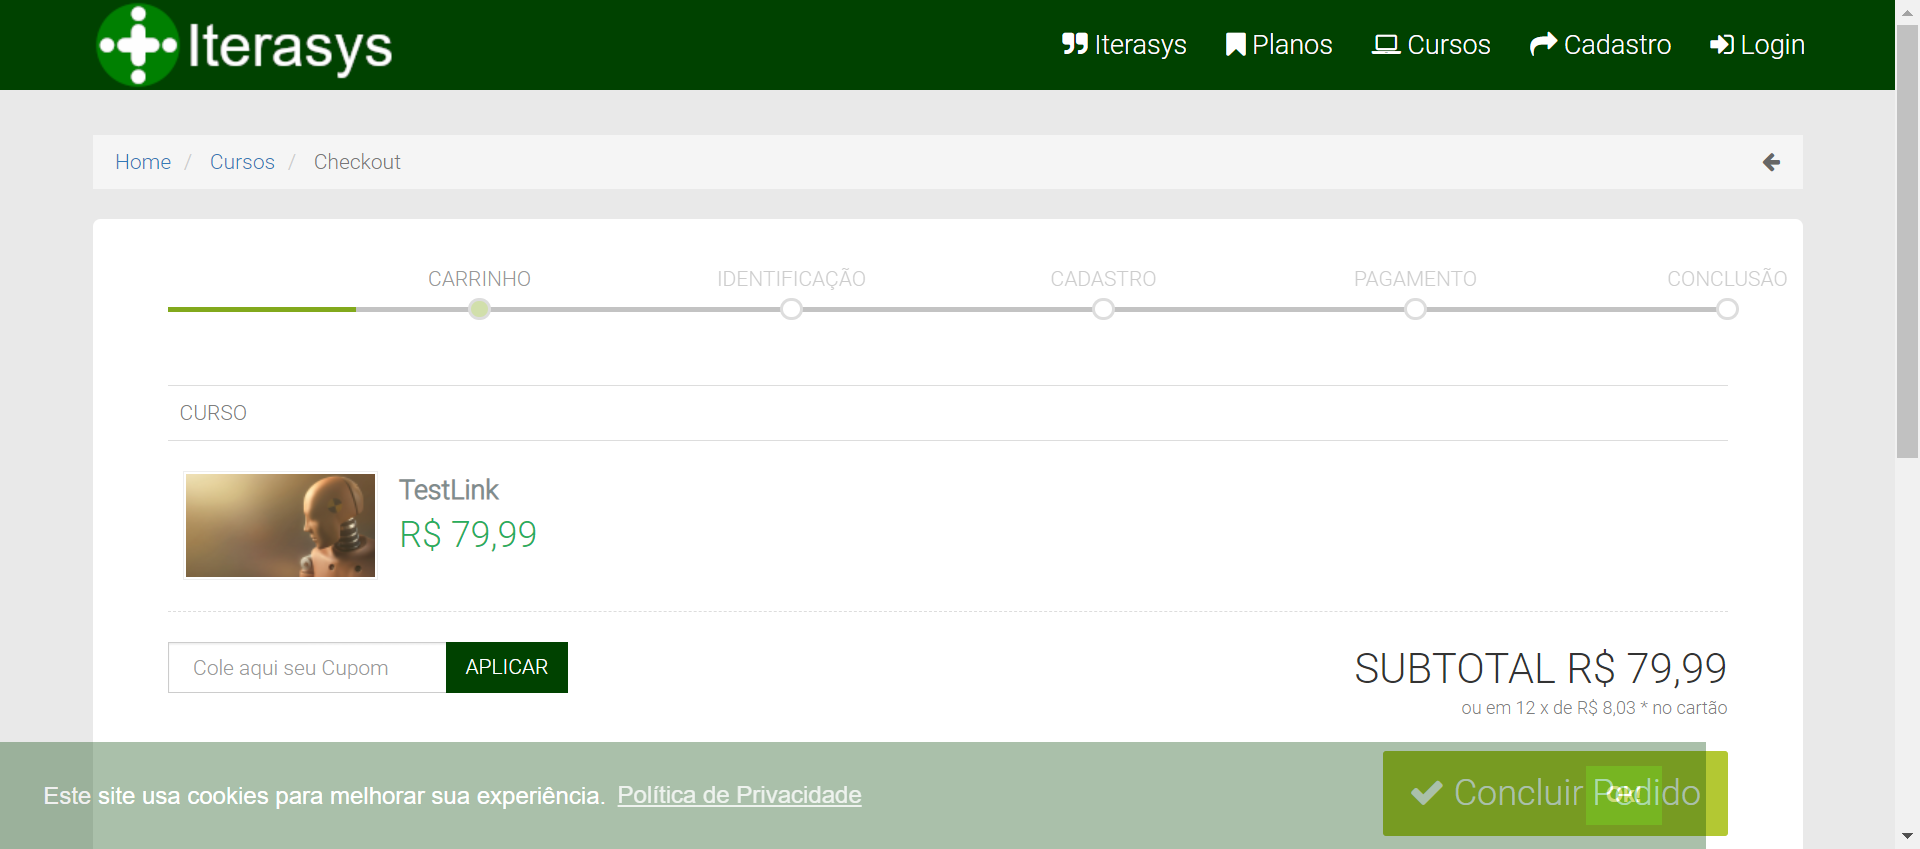 Iterasys
Iterasys Planos Cursos Cadastro Login
Home / Cursos / Checkout
CARRINHO IDENTIFICAÇÃO CADASTRO PAGAMENTO CONCLUSÃO
CURSO
TestLink
R$ 79,99
Cole aqui seu Cupom APLICAR
SUBTOTAL R$ 79,99
ou em 12 x de R$ 8,03 * no cartão
Este site usa cookies para melhorar sua experiência. Política de Privacidade
Concluir Pedido